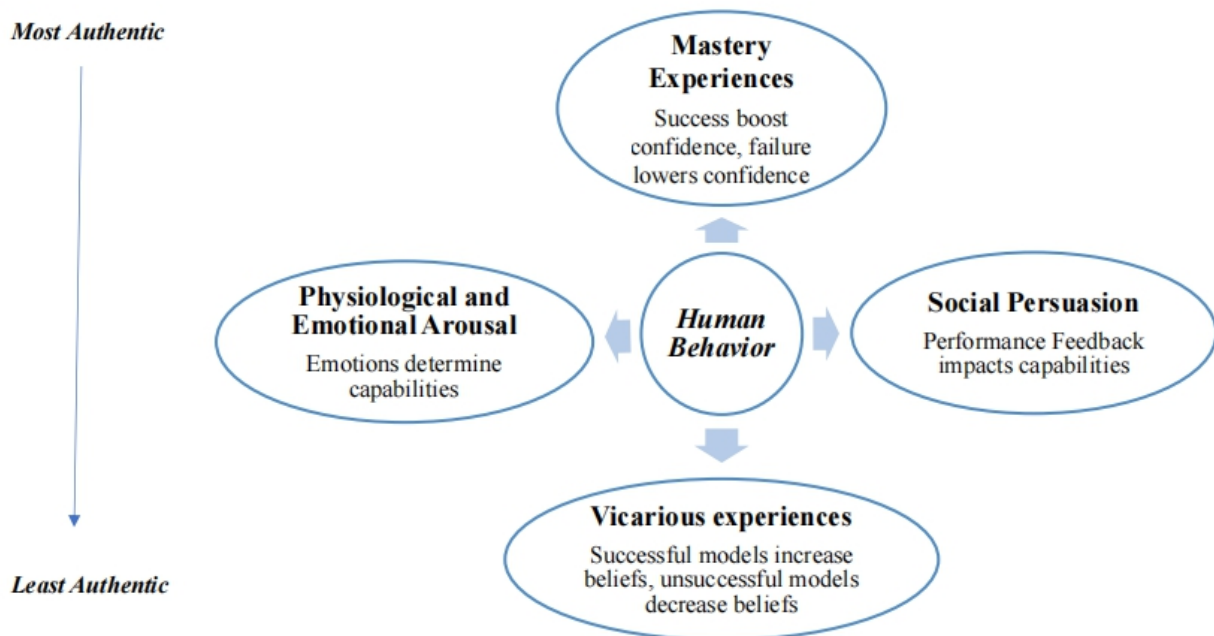 Most Authentic
Mastery
Experiences
Success boost
confidence, failure
lowers confidence
Physiological and
Emotional Arousal
Emotions determine
capabilities
Human
Behavior
Social Persuasion
Performance Feedback
impacts capabilities
Vicarious experiences
Successful models increase
beliefs, unsuccessful models
decrease beliefs
Least Authentic